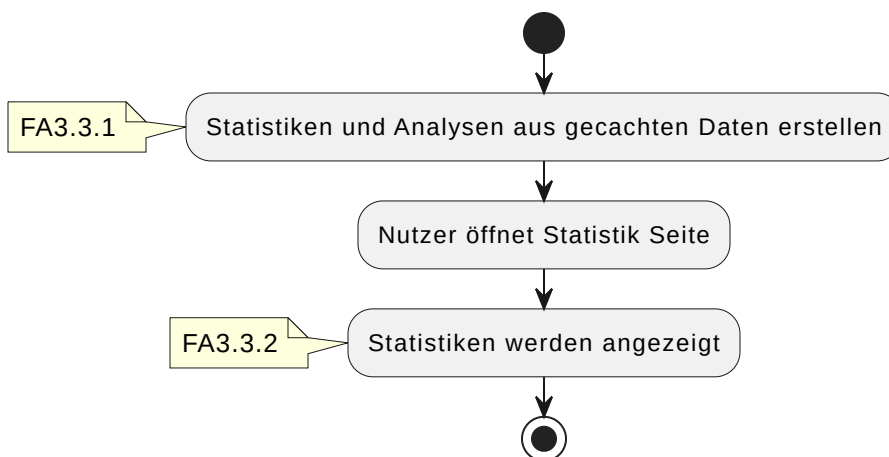 FA3.3.1
Statistiken und Analysen aus gecachten Daten erstellen
Nutzer öffnet Statistik Seite
FA3.3.2
Statistiken werden angezeigt